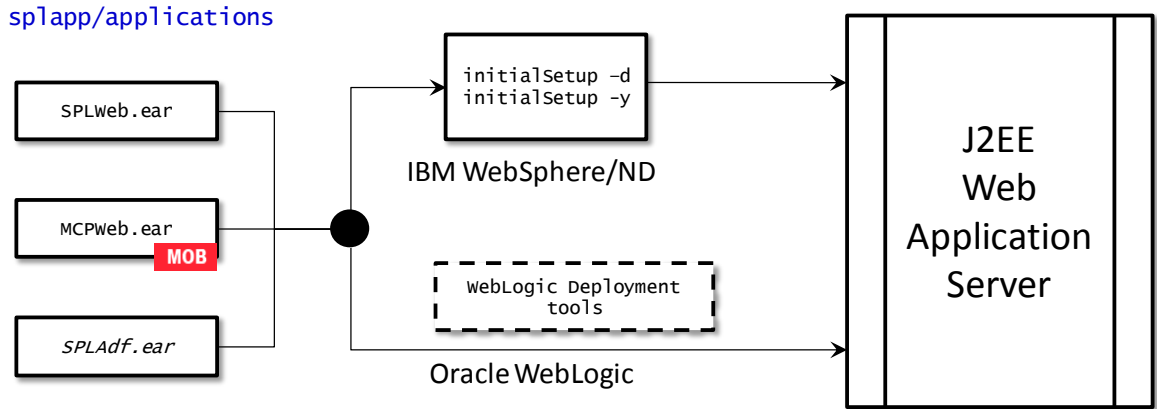 splapp/applications
SPLWeb.ear
MCPWeb.ear
MOB
SPLAdf.ear
initialSetup –d
initialSetup -y
IBM WebSphere/ND
WebLogic Deployment
tools
Oracle WebLogic
J2EE
Web
Application
Server